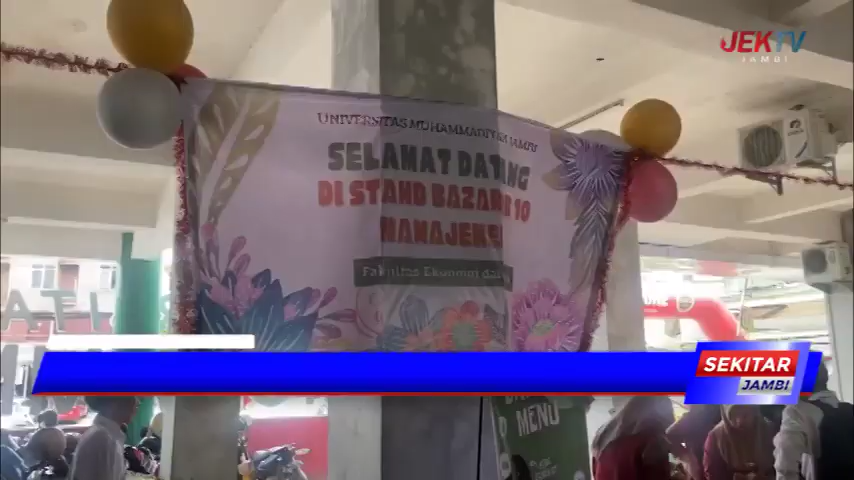 JEKTV
JAMBI
UNIVERSITAS MUHAMMADIYAH JAMBI
SELAMAT DATANG
DI STAND BAZAR R 10
MANAJEMEN
Fakultas Ekonomi dan
SEKITAR
JAMBI
MENU